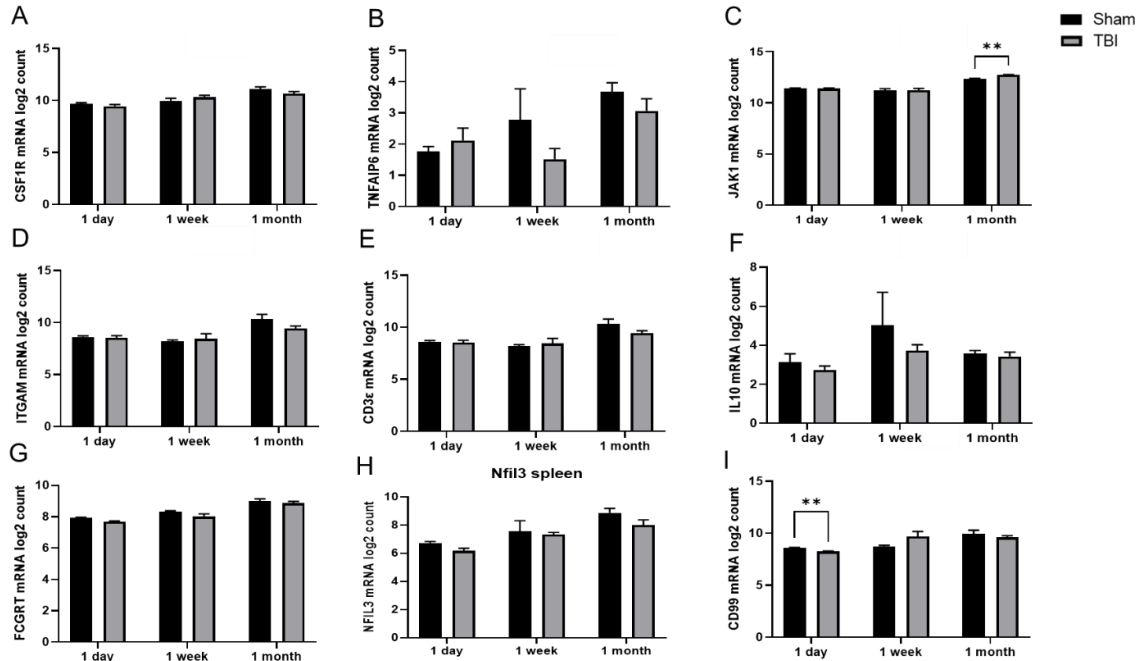 A
B
C
Sham
TBI
CSF1R mRNA log2 count
15
10
5
0
1 day
1 week
1 month
TNFAIP6 mRNA log2 count
5
4
3
2
1
0
1 day
1 week
1 month
JAK1 mRNA log2 count
15
10
5
0
**
1 day
1 week
1 month
D
E
F
ITGAM mRNA log2 count
15
10
5
0
1 day
1 week
1 month
CD3ε mRNA log2 count
15
10
5
0
1 day
1 week
1 month
IL10 mRNA log2 count
8
6
4
2
0
1 day
1 week
1 month
G
H
Nfil3 spleen
I
FCGRT mRNA log2 count
10
8
6
4
2
0
1 day
1 week
1 month
NFIL3 mRNA log2 count
10
8
6
4
2
0
1 day
1 week
1 month
CD99 mRNA log2 count
15
10
5
0
**
1 day
1 week
1 month